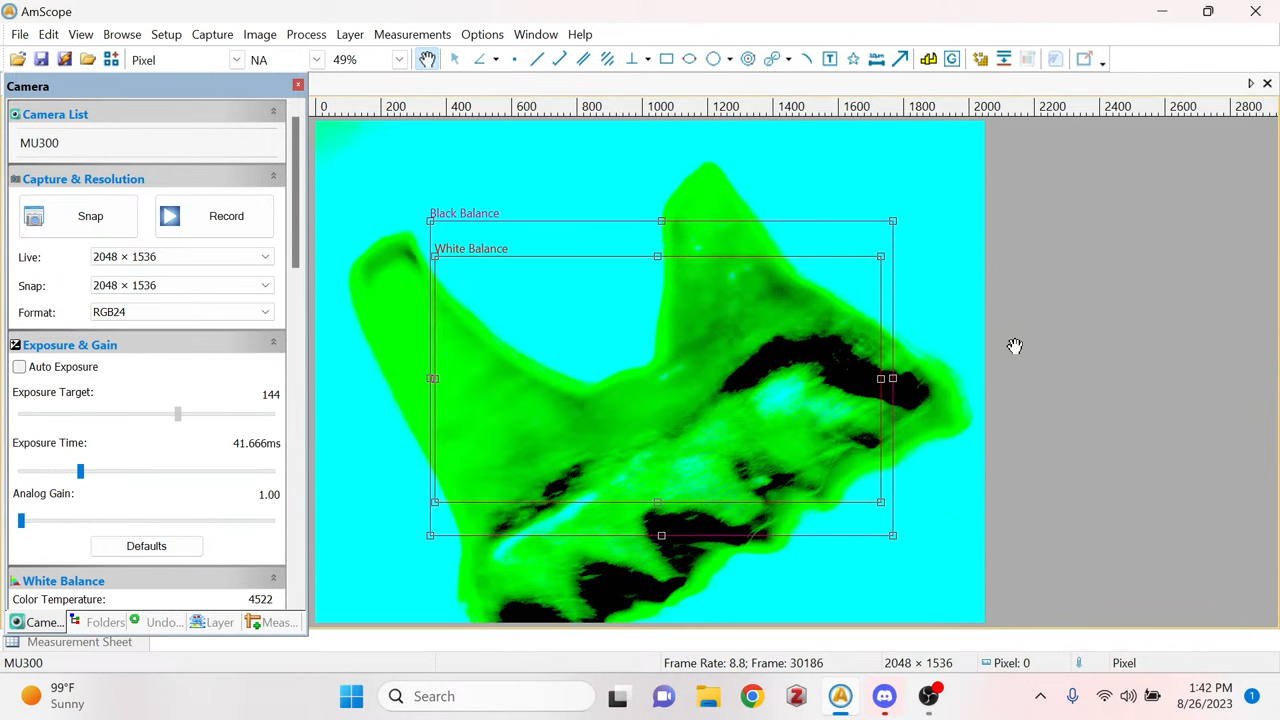 AmScope
File Edit View Browse Setup Capture Image Process Layer Measurements Options Window Help
Pixel NA 49%
Camera
0 200 400 600 800 1000 1200 1400 1600 1800 2000 2200 2400 2600 2800
Camera List
MU300
Capture & Resolution
Snap Record
Live: 2048 × 1536
Snap: 2048 × 1536
Format: RGB24
Exposure & Gain
Auto Exposure
Exposure Target: 144
Exposure Time: 41.666ms
Analog Gain: 1.00
Defaults
White Balance
Color Temperature: 4522
Came... Folders Undo... Layer Meas...
Black Balance
White Balance
Measurement Sheet
MU300 Frame Rate: 8.8; Frame: 30186 2048 × 1536 Pixel: 0 Pixel
99°F
Sunny
Search
1:42 PM
8/26/2023
1